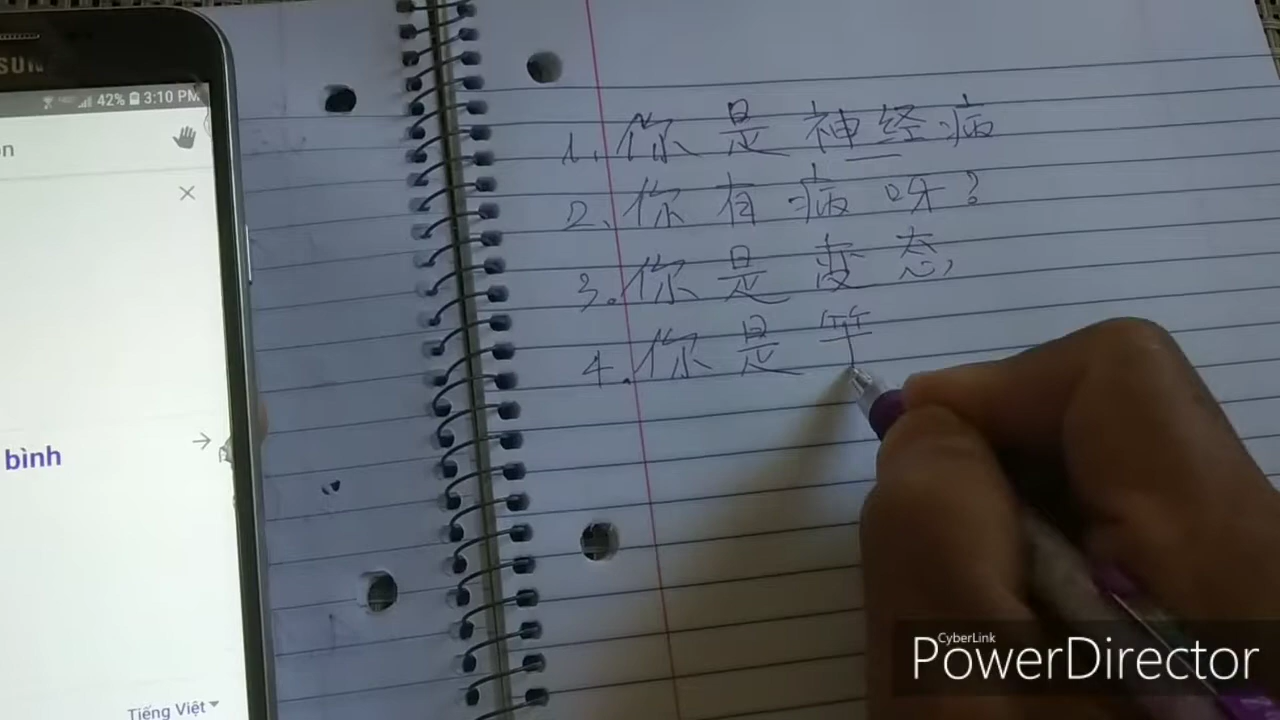 SUN
42% 3:10 PM
n
bình
Tiếng Việt
1. 你是神经病
2. 你有病呀?
3. 你是变态
4. 你是
CyberLink
PowerDirector